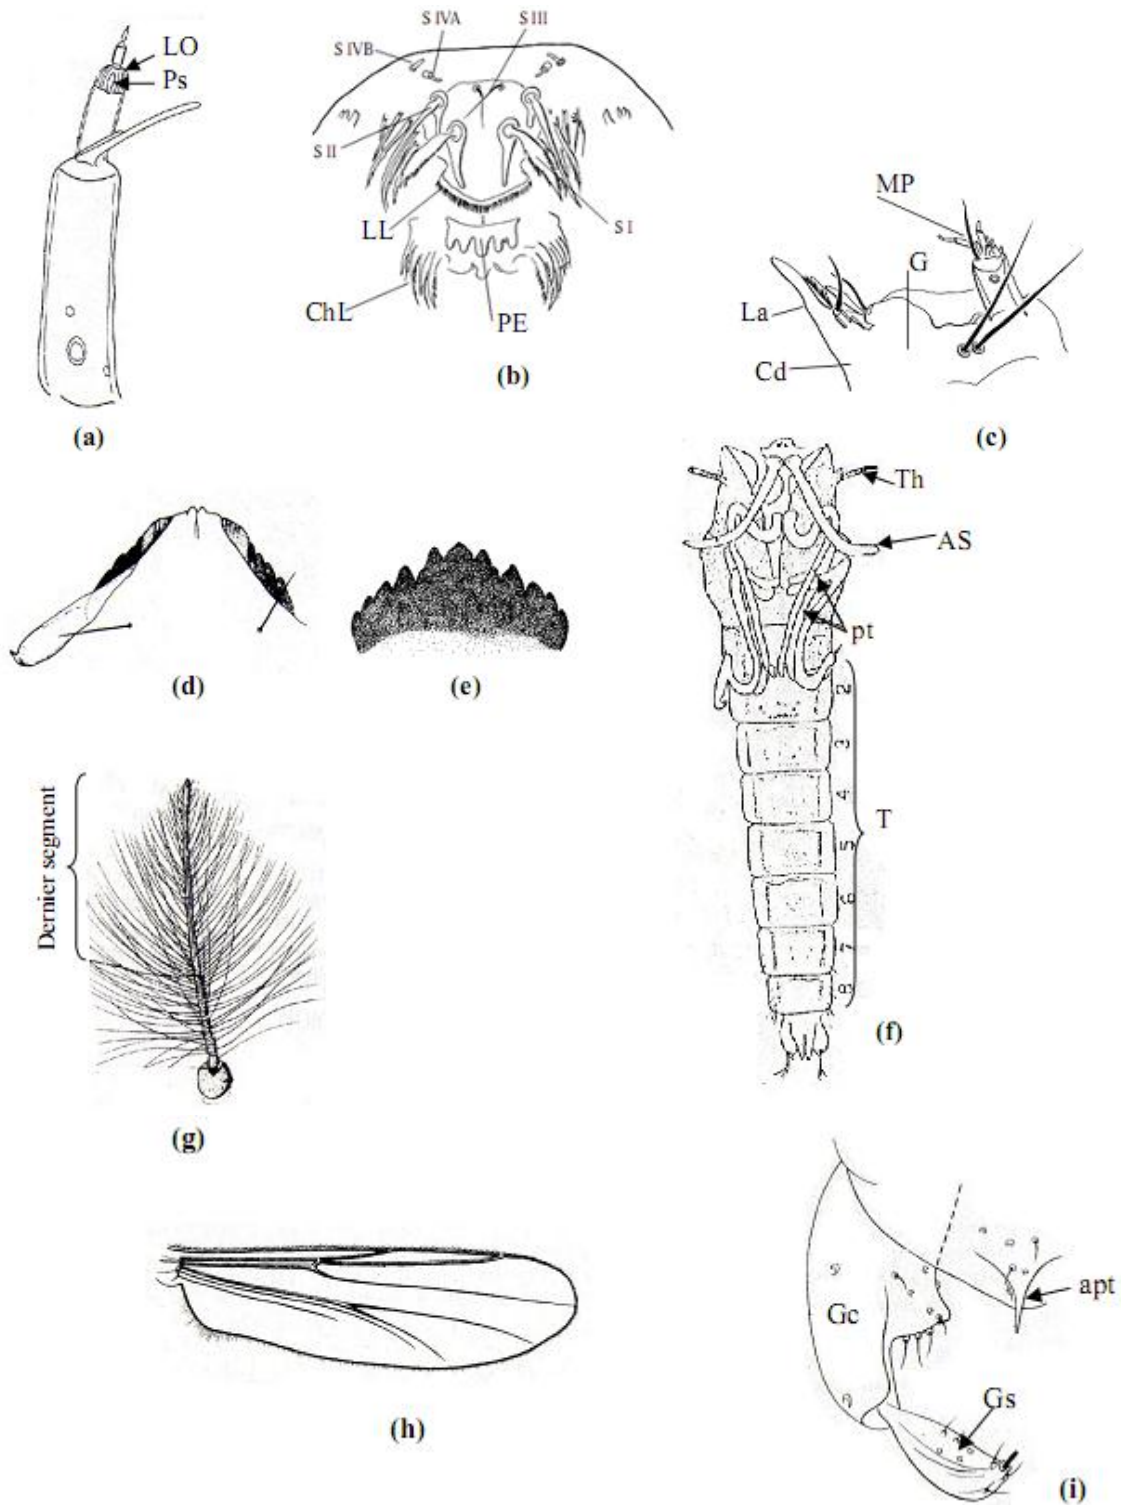 LO
Ps
(a)
S IVA
S III
S IVB
S II
S I
LL
ChL
PE
(b)
MP
G
La
Cd
(c)
(d)
(e)
Th
AS
pt
2
3
4
5
6
7
8
T
(f)
Dernier segment
(g)
(h)
Gc
apt
Gs
(i)